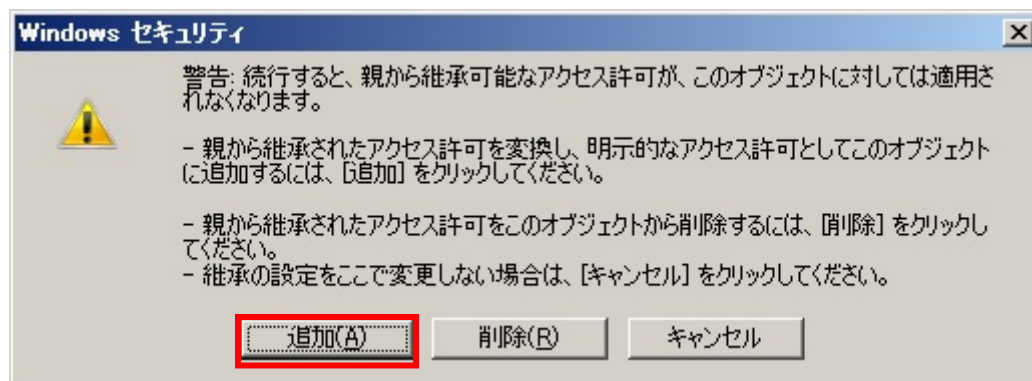 Windows セキュリティ
警告: 続行すると、親から継承可能なアクセス許可が、このオブジェクトに対しては適用さ
れなくなります。
- 親から継承されたアクセス許可を変換し、明示的なアクセス許可としてこのオブジェクト
に追加するには、[追加] をクリックしてください。
- 親から継承されたアクセス許可をこのオブジェクトから削除するには、[削除] をクリックし
てください。
- 継承の設定をここで変更しない場合は、[キャンセル] をクリックしてください。
追加(A) 削除(R) キャンセル